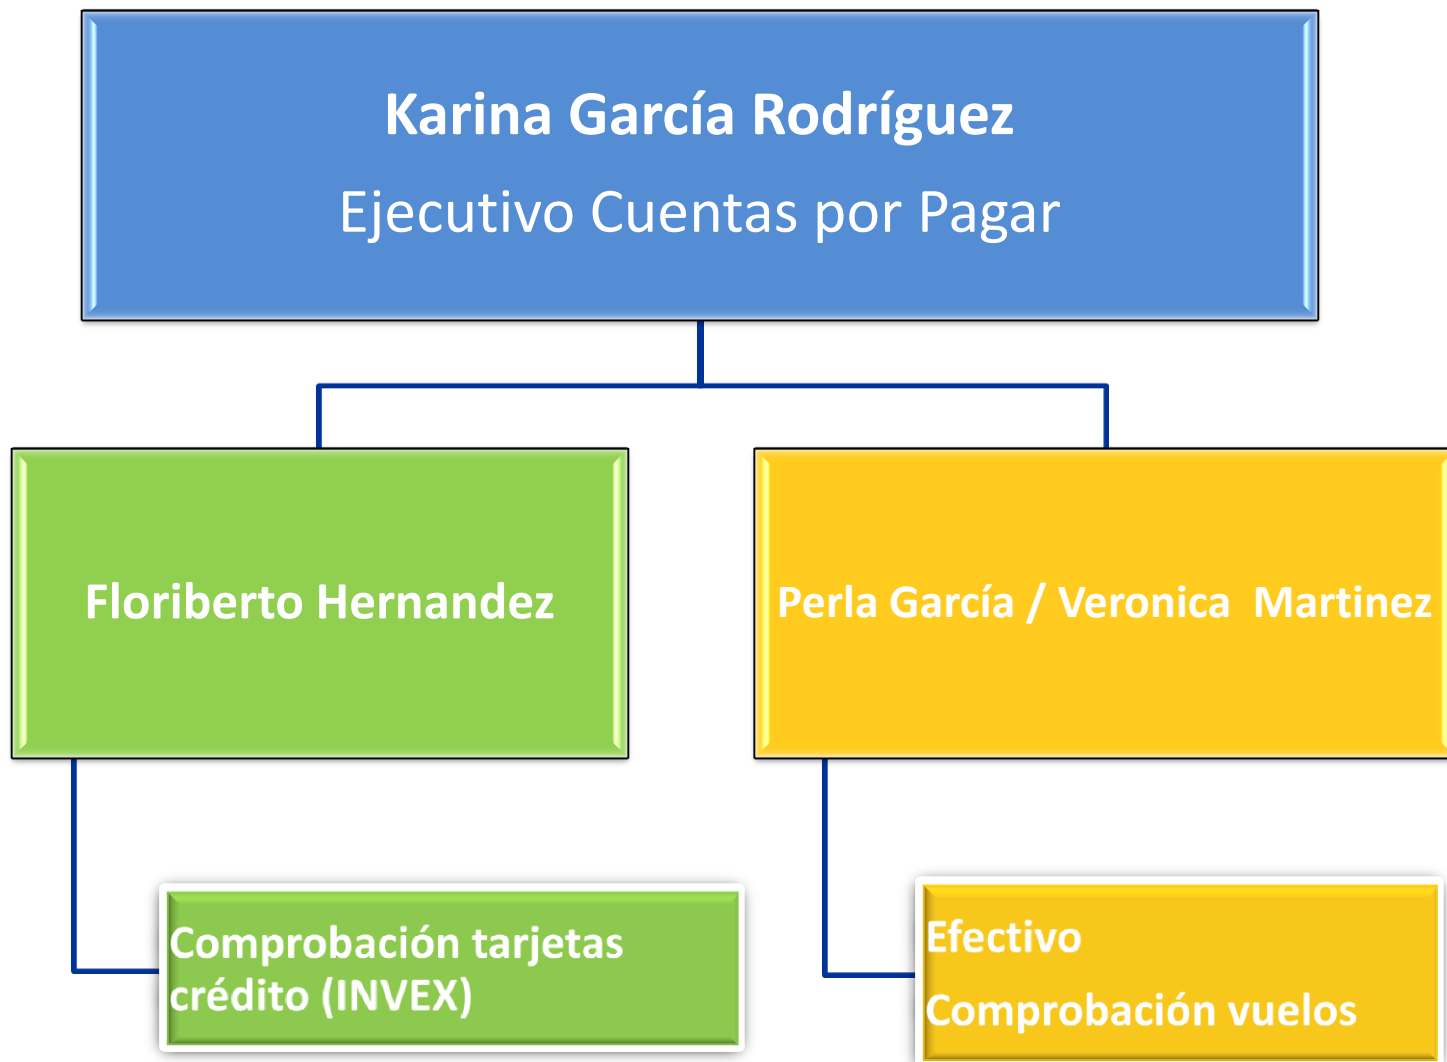 Karina García Rodríguez
Ejecutivo Cuentas por Pagar
Floriberto Hernandez
Perla García / Veronica  Martinez
Comprobación tarjetas
crédito (INVEX)
Efectivo
Comprobación vuelos